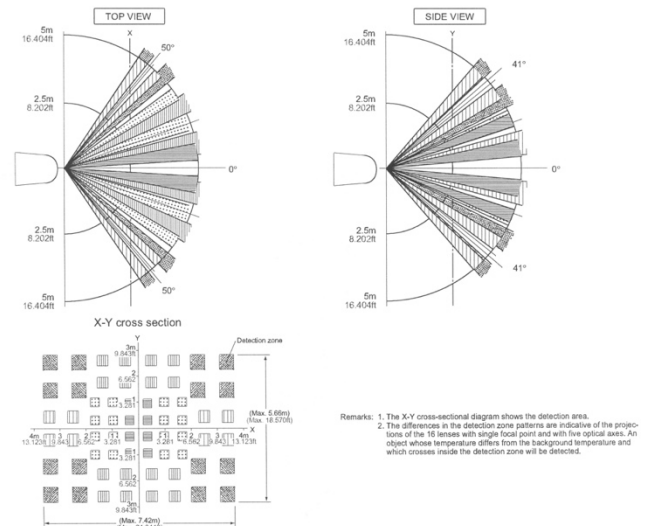 TOP VIEW
SIDE VIEW
5m
16.404ft
X
50°
2.5m
8.202ft
0°
2.5m
8.202ft
50°
5m
16.404ft
5m
16.404ft
Y
41°
2.5m
8.202ft
0°
2.5m
8.202ft
41°
5m
16.404ft
X-Y cross section
Detection zone
Y
3m
9.843ft
2
6.562
1
3.281
(Max. 5.66m)
X
4m 3 2 1 1 2 3 4m
13.123ft 9.843 6.562 3.281 3.281 6.562 9.843 13.123ft
1
3.281
2
6.562
3m
9.843ft
(Max. 7.42m)
Remarks: 1. The X-Y cross-sectional diagram shows the detection area.
2. The differences in the detection zone patterns are indicative of the projec-
tions of the 16 lenses with single focal point and with five optical axes. An
object whose temperature differs from the background temperature and
which crosses inside the detection zone will be detected.